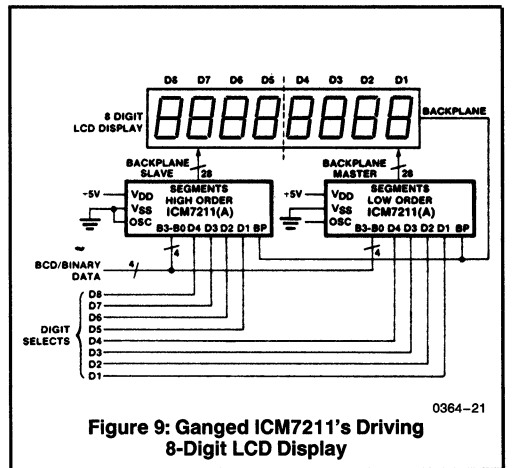 D8 D7 D6 D5 D4 D3 D2 D1
8 DIGIT
LCD DISPLAY
BACKPLANE
BACKPLANE
SLAVE
28
BACKPLANE
MASTER
28
+5V
VDD
VSS
OSC
SEGMENTS
HIGH ORDER
ICM7211(A)
B3-B0 D4 D3 D2 D1 BP
+5V
VDD
VSS
OSC
SEGMENTS
LOW ORDER
ICM7211(A)
B3-B0 D4 D3 D2 D1 BP
4
4
BCD/BINARY
DATA
4
DIGIT
SELECTS
D8
D7
D6
D5
D4
D3
D2
D1
0364–21
Figure 9: Ganged ICM7211's Driving
8-Digit LCD Display